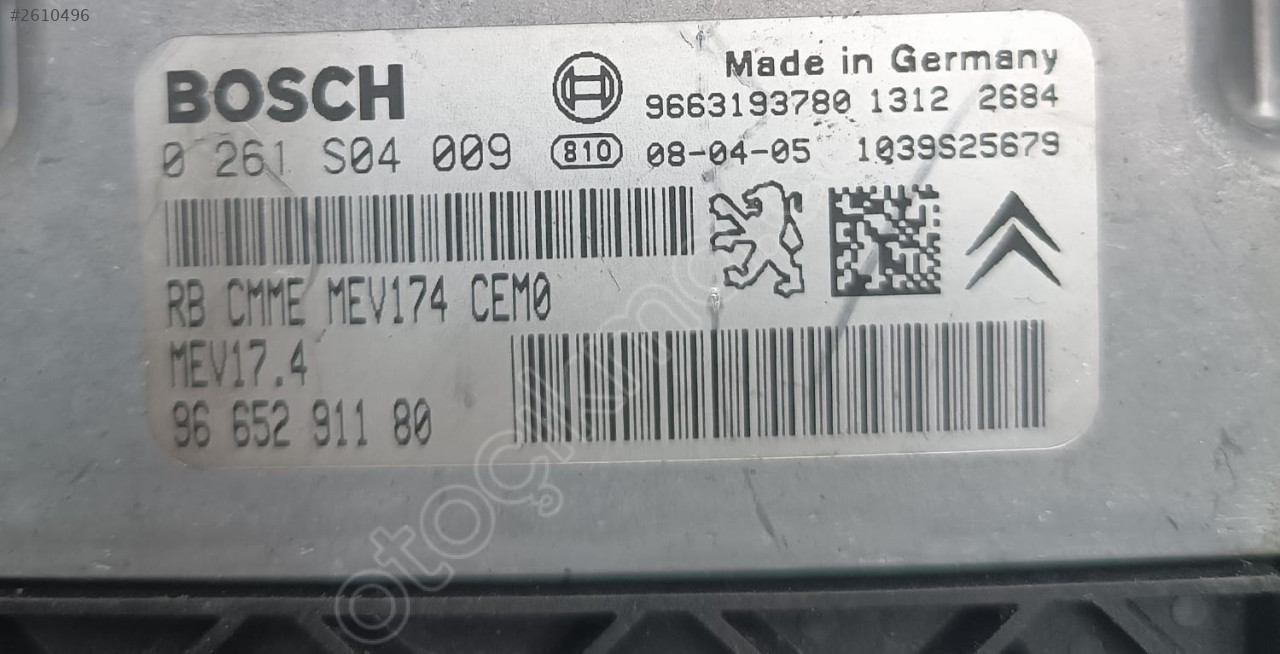 #2610496
BOSCH
Made in Germany
9663193780 1312 2684
0 261 S04 009 810 08-04-05 1039S25679
RB CMME MEV174 CEM0
MEV17.4
96 652 911 80
otoçıkma